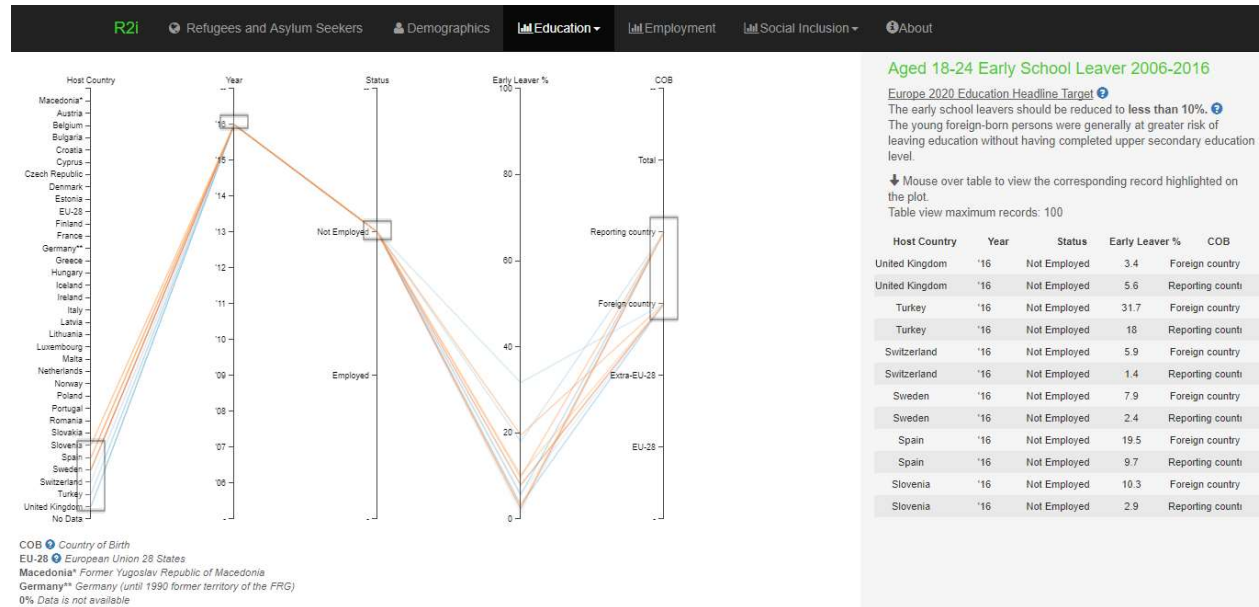 R2i Refugees and Asylum Seekers Demographics Education Employment Social Inclusion About
Host Country Year Status Early Leaver % COB
Macedonia*
Austria
Belgium
Bulgaria
Croatia
Cyprus
Czech Republic
Denmark
Estonia
EU-28
Finland
France
Germany**
Greece
Hungary
Iceland
Ireland
Italy
Latvia
Lithuania
Luxembourg
Malta
Netherlands
Norway
Poland
Portugal
Romania
Slovakia
Slovenia
Spain
Sweden
Switzerland
Turkey
United Kingdom
No Data
'16
'15
'14
'13
'12
'11
'10
'09
'08
'07
'06
Not Employed
Employed
100
80
60
40
20
0
Total
Reporting country
Foreign country
Extra-EU-28
EU-28
COB Country of Birth
EU-28 European Union 28 States
Macedonia* Former Yugoslav Republic of Macedonia
Germany** Germany (until 1990 former territory of the FRG)
0% Data is not available
Aged 18-24 Early School Leaver 2006-2016
Europe 2020 Education Headline Target
The early school leavers should be reduced to less than 10%.
The young foreign-born persons were generally at greater risk of
leaving education without having completed upper secondary education
level.
Mouse over table to view the corresponding record highlighted on
the plot.
Table view maximum records: 100
Host Country Year Status Early Leaver % COB
United Kingdom '16 Not Employed 3.4 Foreign country
United Kingdom '16 Not Employed 5.6 Reporting count
Turkey '16 Not Employed 31.7 Foreign country
Turkey '16 Not Employed 18 Reporting count
Switzerland '16 Not Employed 5.9 Foreign country
Switzerland '16 Not Employed 1.4 Reporting count
Sweden '16 Not Employed 7.9 Foreign country
Sweden '16 Not Employed 2.4 Reporting count
Spain '16 Not Employed 19.5 Foreign country
Spain '16 Not Employed 9.7 Reporting count
Slovenia '16 Not Employed 10.3 Foreign country
Slovenia '16 Not Employed 2.9 Reporting count